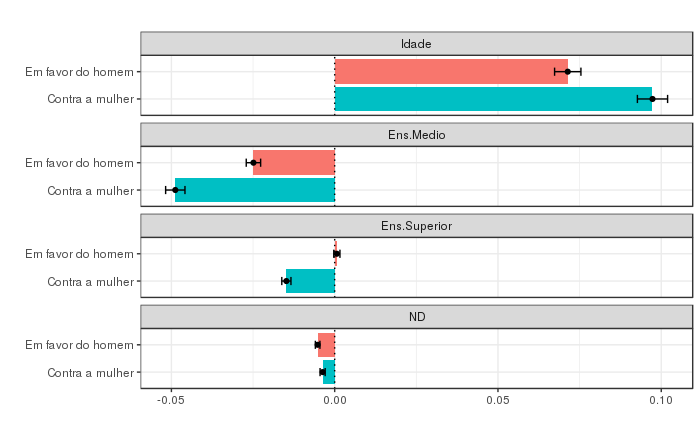 Idade
Em favor do homem
Contra a mulher
Ens.Medio
Em favor do homem
Contra a mulher
Ens.Superior
Em favor do homem
Contra a mulher
ND
Em favor do homem
Contra a mulher
-0.05 0.00 0.05 0.10